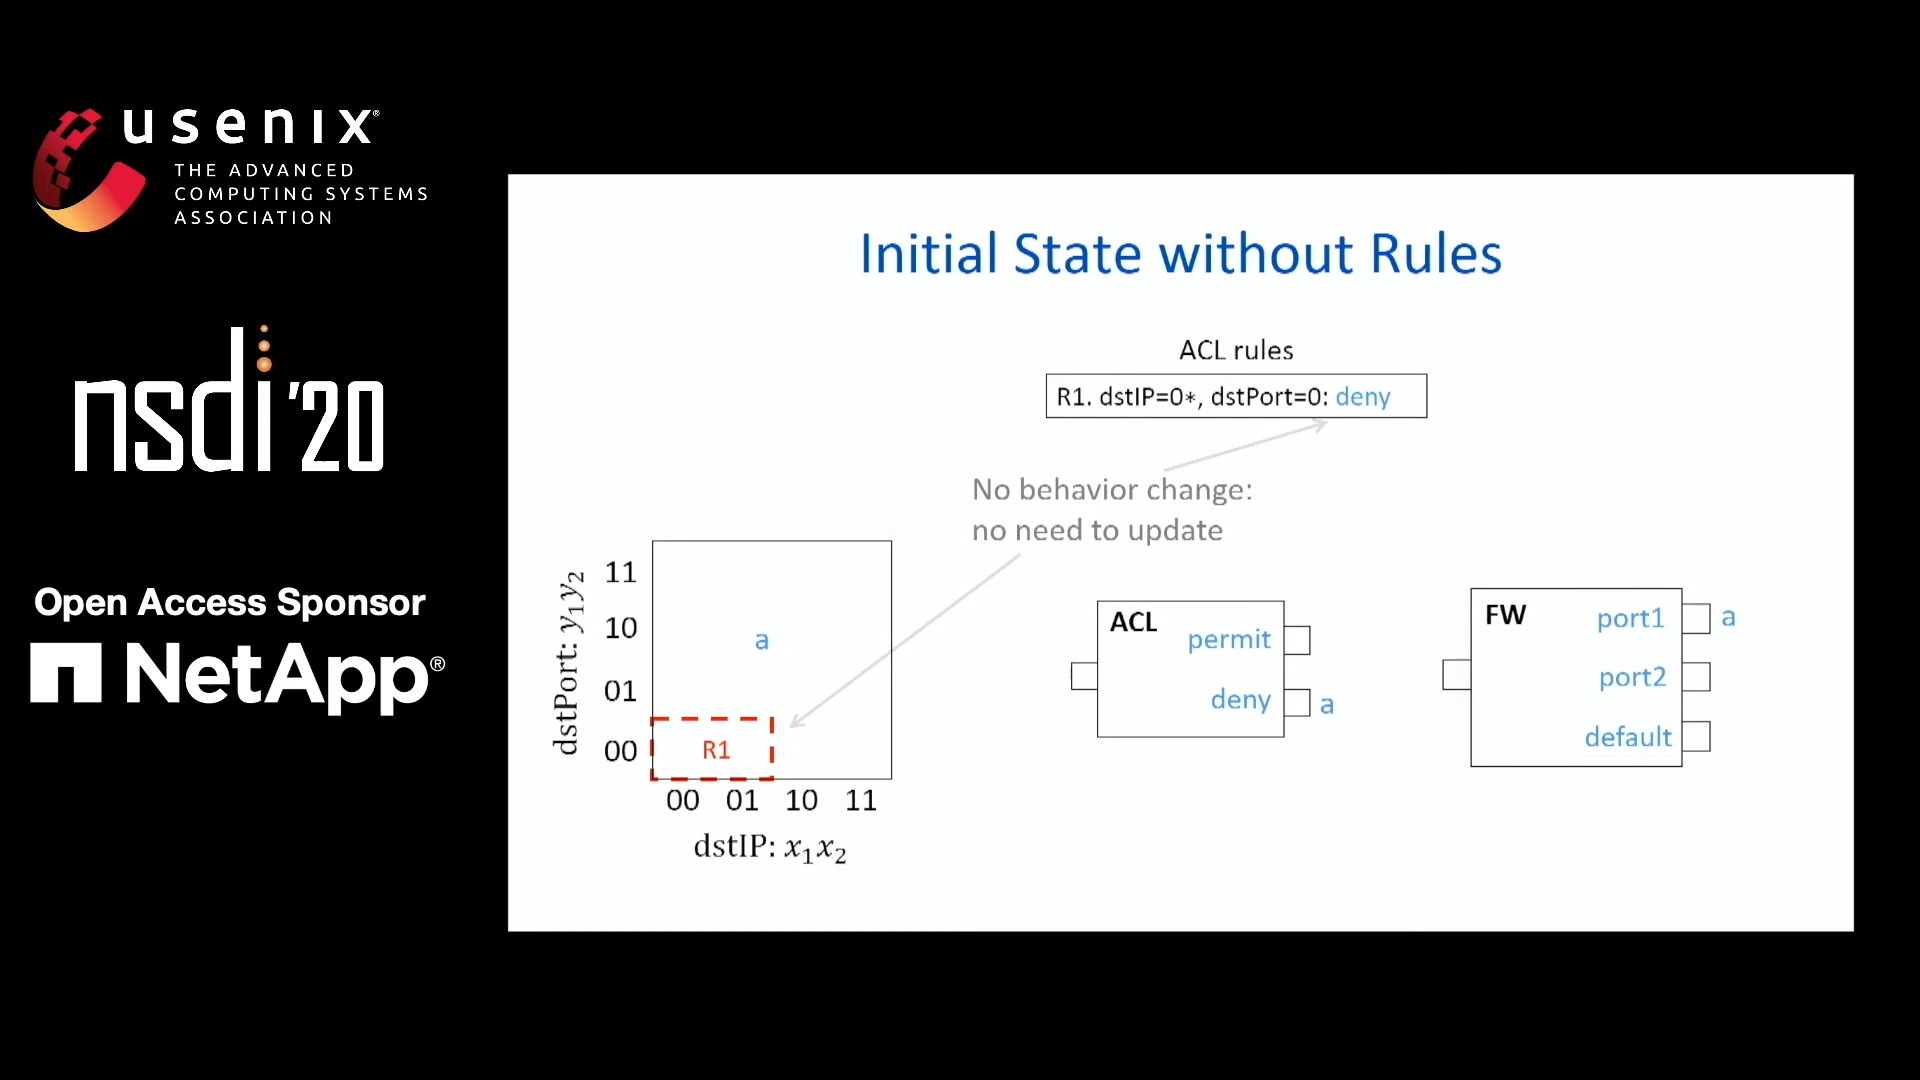 usenix®
THE ADVANCED
COMPUTING SYSTEMS
ASSOCIATION
nsdi '20
Open Access Sponsor
NetApp®
Initial State without Rules
ACL rules
R1. dstIP=0*, dstPort=0: deny
No behavior change:
no need to update
dstPort: y₁y₂
11
10
01
00
a
R1
00 01 10 11
dstIP: x₁x₂
ACL
permit
deny
a
FW
port1
a
port2
default